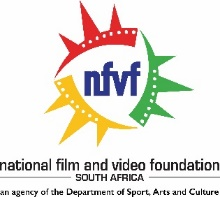 nfvf
national film and video foundation
SOUTH AFRICA
an agency of the Department of Sport, Arts and Culture